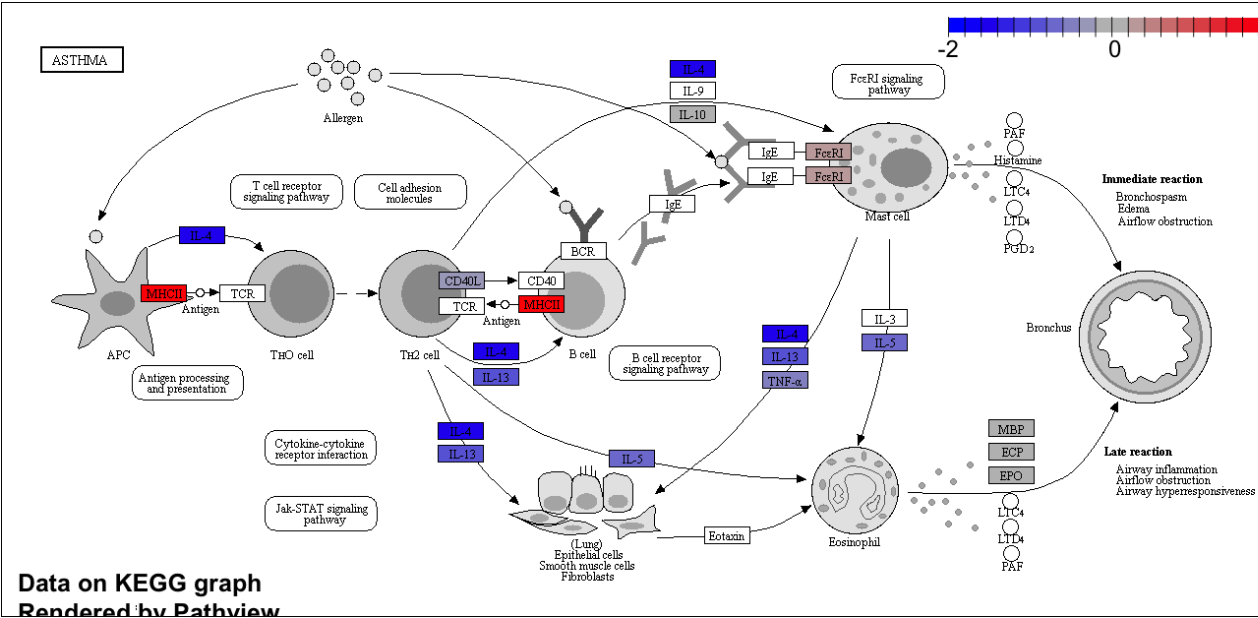 -2
0
ASTHMA
Allergen
IL-4
IL-9
IL-10
FcεRI signaling
pathway
T cell receptor
signaling pathway
Cell adhesion
molecules
IgE
FcεRI
IgE
FcεRI
IgE
Mast cell
PAF
Histamine
LTC4
LTD4
PGD2
Immediate reaction
Bronchospasm
Edema
Airflow obstruction
IL-4
BCR
MHCII
TCR
Antigen
CD40L
CD40
TCR
MHCII
Antigen
APC
TH0 cell
TH2 cell
B cell
IL-4
IL-13
B cell receptor
signaling pathway
Antigen processing
and presentation
IL-4
IL-13
TNF-α
IL-3
IL-5
Bronchus
Cytokine-cytokine
receptor interaction
IL-4
IL-13
IL-5
Jak-STAT signaling
pathway
(Lung)
Epithelial cells
Smooth muscle cells
Fibroblasts
Eotaxin
Eosinophil
MBP
ECP
EPO
LTC4
LTD4
PAF
Late reaction
Airway inflammation
Airflow obstruction
Airway hyperresponsiveness
Data on KEGG graph
Rendered by Pathview